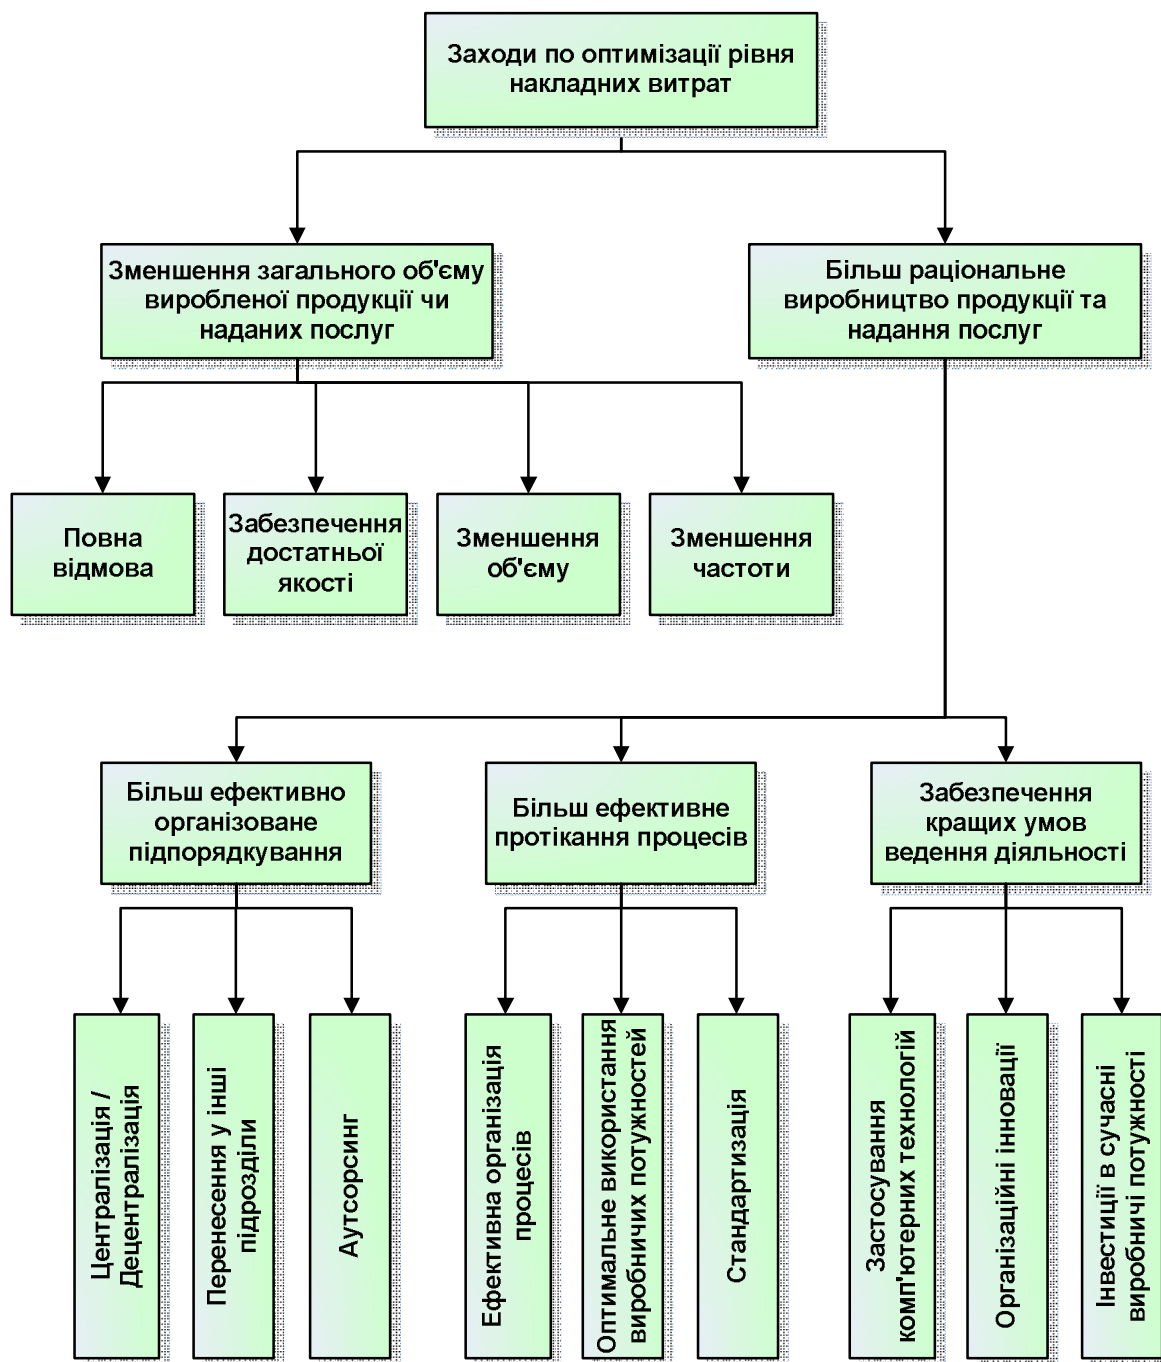 Заходи по оптимізації рівня
накладних витрат
Зменшення загального об'єму
виробленої продукції чи
наданих послуг
Більш раціональне
виробництво продукції та
надання послуг
Повна
відмова
Забезпечення
достатньої
якості
Зменшення
об'єму
Зменшення
частоти
Більш ефективно
організоване
підпорядкування
Більш ефективне
протікання процесів
Забезпечення
кращих умов
ведення діяльності
Централізація /
Децентралізація
Перенесення у інші
підрозділи
Аутсорсинг
Ефективна організація
процесів
Оптимальне використання
виробничих потужностей
Стандартизація
Застосування
комп'ютерних технологій
Організаційні інновації
Інвестиції в сучасні
виробничі потужності